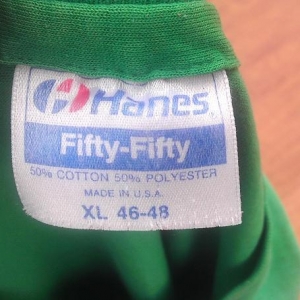 Hanes
Fifty-Fifty
50% COTTON 50% POLYESTER
MADE IN U.S.A.
XL 46-48